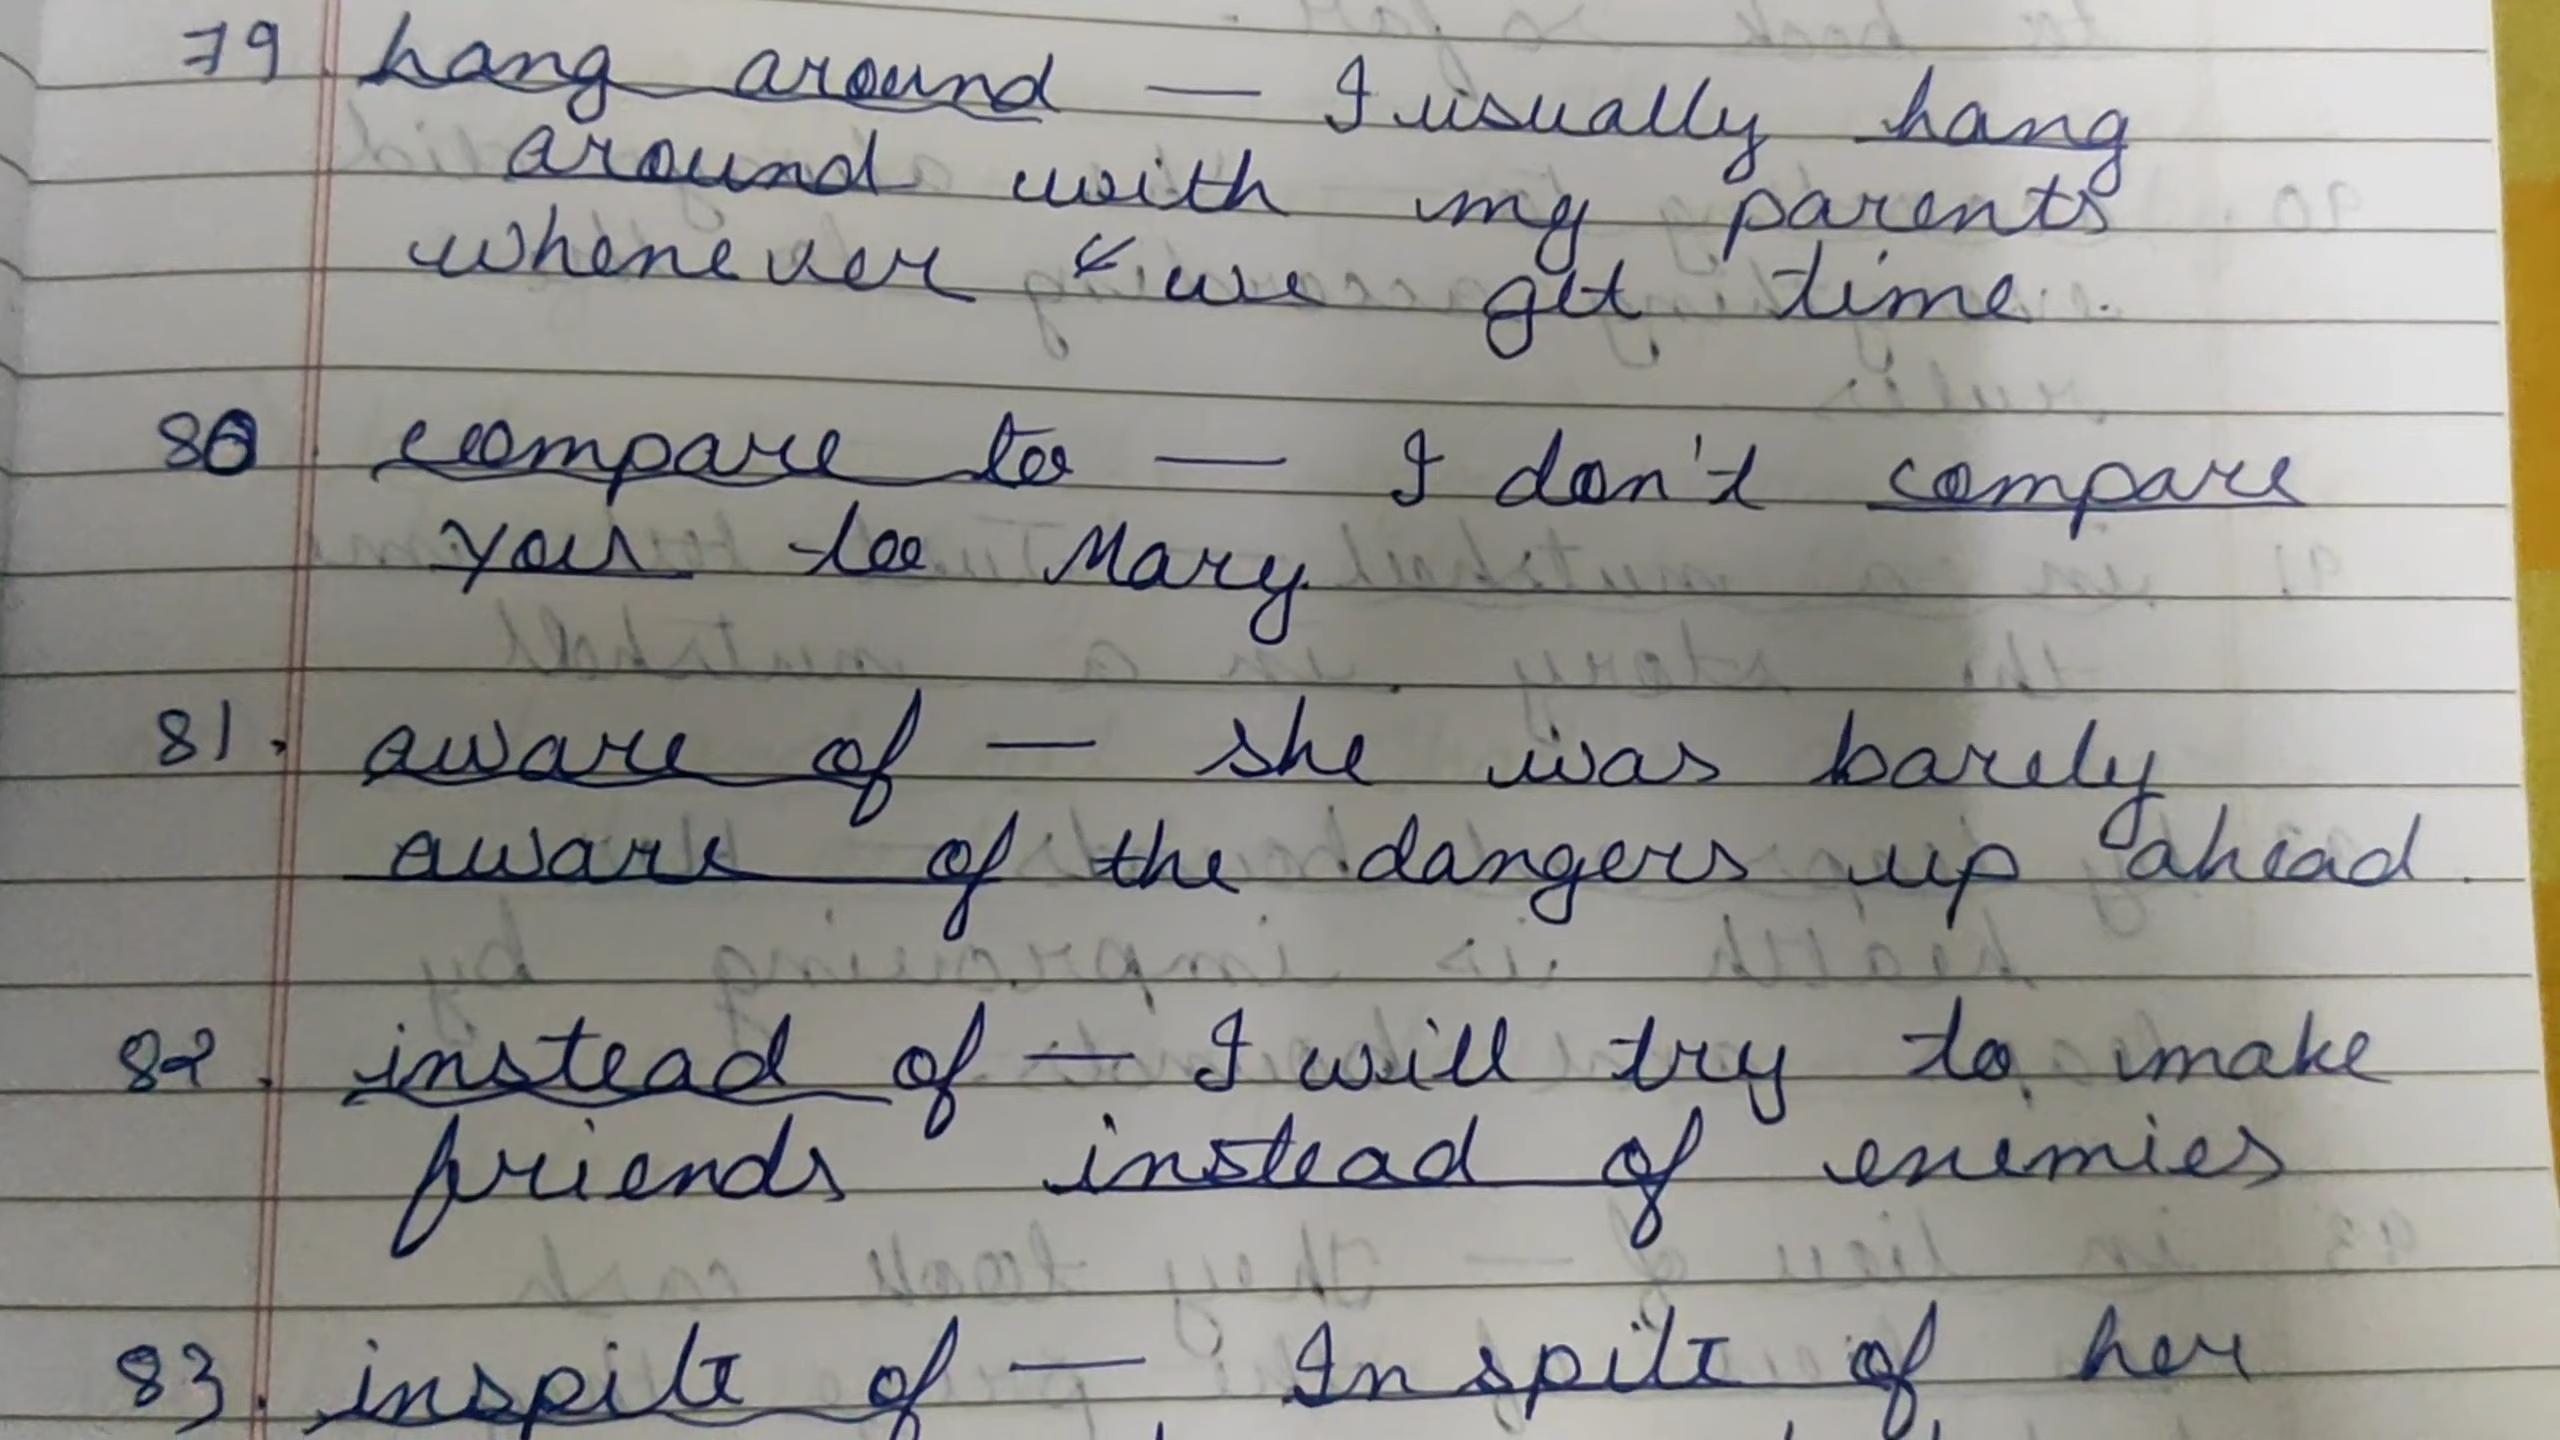 79. hang around — I usually hang
around with my parents
whenever we get time.
80. compare to — I don't compare
you to Mary.
81. aware of — she was barely
aware of the dangers up ahead.
82. instead of — I will try to make
friends instead of enemies
83. inspite of — In spite of her